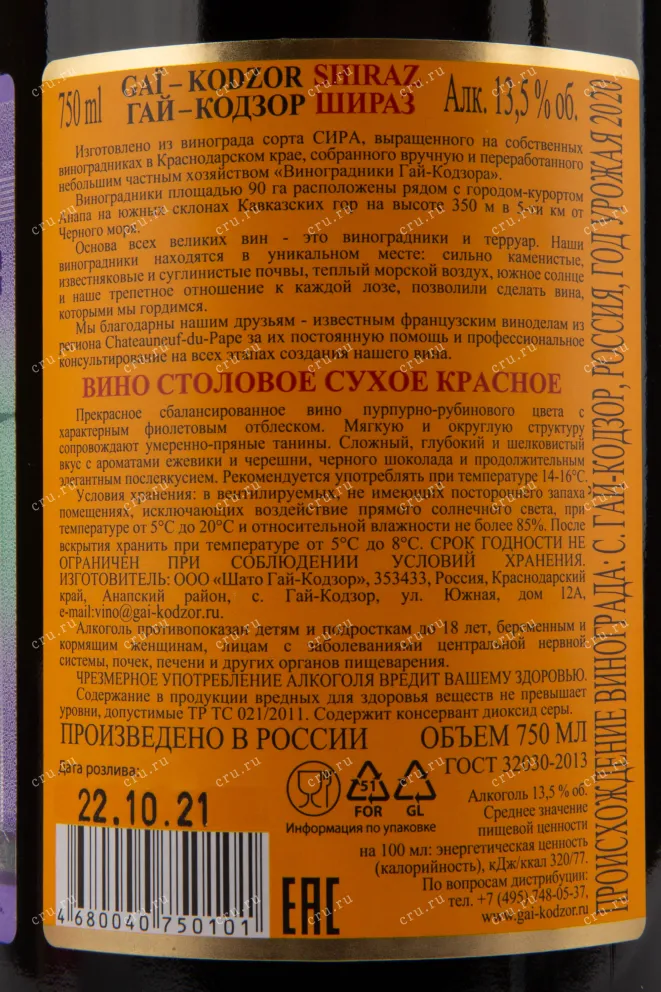 750 ml
GAÏ – KODZOR SHIRAZ
ГАЙ – КОДЗОР ШИРАЗ
Алк. 13,5 % об.
Изготовлено из винограда сорта СИРА, выращенного на собственных
виноградниках в Краснодарском крае, собранного вручную и переработанного
небольшим частным хозяйством «Виноградники Гай-Кодзора».
Виноградники площадью 90 га расположены рядом с городом-курортом
Анапа на южных склонах Кавказских гор на высоте 350 м в 5-ти км от
Черного моря.
Основа всех великих вин - это виноградники и терруар. Наши
виноградники находятся в уникальном месте: сильно каменистые,
известняковые и суглинистые почвы, теплый морской воздух, южное солнце
и наше трепетное отношение к каждой лозе, позволили сделать вина,
которыми мы гордимся.
Мы благодарны нашим друзьям - известным французским виноделам из
региона Chateauneuf-du-Pape за их постоянную помощь и профессиональное
консультирование на всех этапах создания нашего вина.
ВИНО СТОЛОВОЕ СУХОЕ КРАСНОЕ
Прекрасное сбалансированное вино пурпурно-рубинового цвета с
характерным фиолетовым отблеском. Мягкую и округлую структуру
сопровождают умеренно-пряные танины. Сложный, глубокий и шелковистый
вкус с ароматами ежевики и черешни, черного шоколада и продолжительным
элегантным послевкусием. Рекомендуется употреблять при температуре 14-16°С.
Условия хранения: в вентилируемых, не имеющих постороннего запаха
помещениях, исключающих воздействие прямого солнечного света, при
температуре от 5°С до 20°С и относительной влажности не более 85%. После
вскрытия хранить при температуре от 5°С до 8°С. СРОК ГОДНОСТИ НЕ
ОГРАНИЧЕН ПРИ СОБЛЮДЕНИИ УСЛОВИЙ ХРАНЕНИЯ.
ИЗГОТОВИТЕЛЬ: ООО «Шато Гай-Кодзор», 353433, Россия, Краснодарский
край, Анапский район, с. Гай-Кодзор, ул. Южная, дом 12А,
e-mail:vino@gai-kodzor.ru.
Алкоголь противопоказан детям и подросткам до 18 лет, беременным и
кормящим женщинам, лицам с заболеваниями центральной нервной
системы, почек, печени и других органов пищеварения.
ЧРЕЗМЕРНОЕ УПОТРЕБЛЕНИЕ АЛКОГОЛЯ ВРЕДИТ ВАШЕМУ ЗДОРОВЬЮ.
Содержание в продукции вредных для здоровья веществ не превышает
уровни, допустимые ТР ТС 021/2011. Содержит консервант диоксид серы.
ПРОИЗВЕДЕНО В РОССИИ
ОБЪЕМ 750 МЛ
ГОСТ 32030-2013
Дата розлива:
22.10.21
51
FOR
GL
Информация по упаковке
Алкоголь 13,5 % об.
Среднее значение
пищевой ценности
на 100 мл: энергетическая ценность
(калорийность), кДж/ккал 320/77.
По вопросам дистрибуции:
тел. +7 (495) 748-05-37,
www.gai-kodzor.ru
4 680040 750101
EAC
ПРОИСХОЖДЕНИЕ ВИНОГРАДА: С. ГАЙ-КОДЗОР, РОССИЯ, ГОД УРОЖАЯ 2020
cru.ru